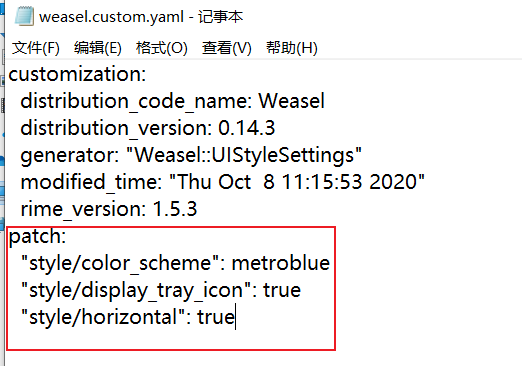 weasel.custom.yaml - 记事本
文件(F) 编辑(E) 格式(O) 查看(V) 帮助(H)
customization:
  distribution_code_name: Weasel
  distribution_version: 0.14.3
  generator: "Weasel::UIStyleSettings"
  modified_time: "Thu Oct  8 11:15:53 2020"
  rime_version: 1.5.3
patch:
  "style/color_scheme": metroblue
  "style/display_tray_icon": true
  "style/horizontal": true